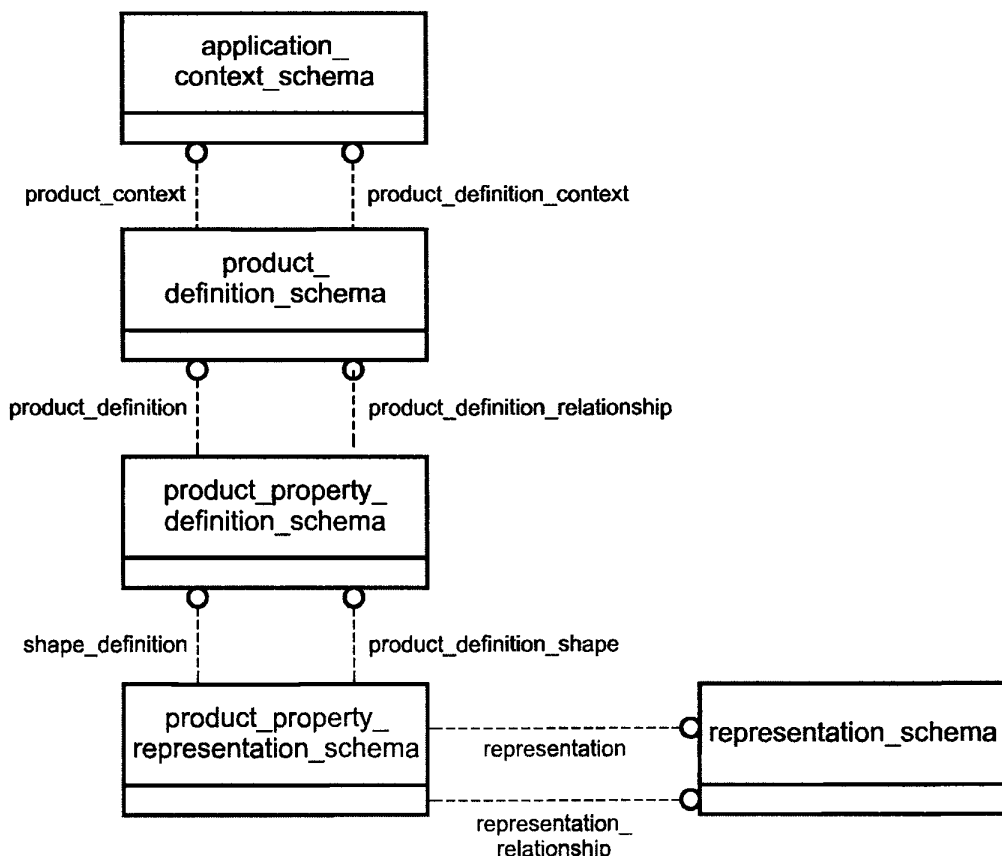 application_
context_schema
product_context
product_definition_context
product_
definition_schema
product_definition
product_definition_relationship
product_property_
definition_schema
shape_definition
product_definition_shape
product_property_
representation_schema
representation
representation_schema
representation_
relationship